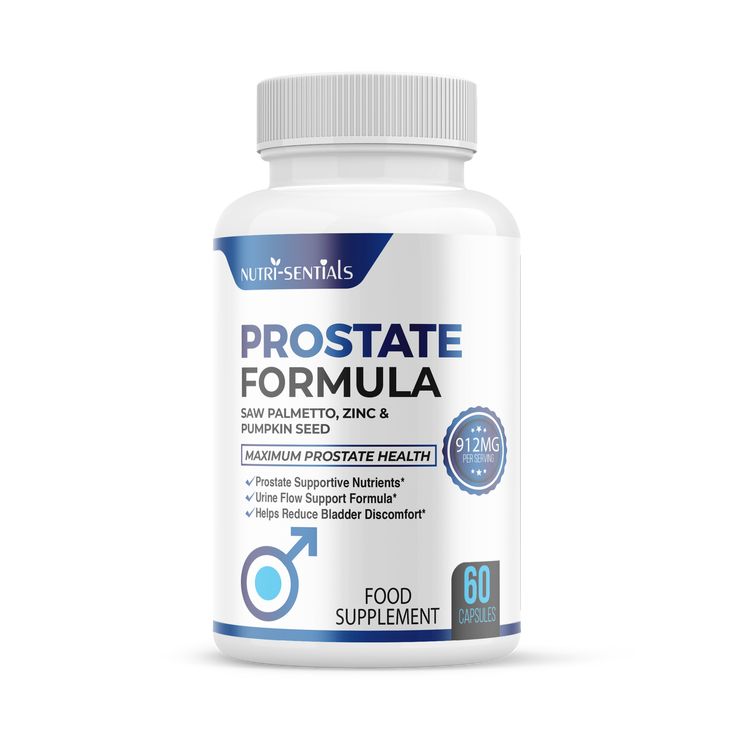 NUTRI-SENTIALS
PROSTATE
FORMULA
SAW PALMETTO, ZINC &
PUMPKIN SEED
MAXIMUM PROSTATE HEALTH
912MG
PER SERVING
Prostate Supportive Nutrients*
Urine Flow Support Formula*
Helps Reduce Bladder Discomfort*
FOOD
SUPPLEMENT
60
CAPSULES